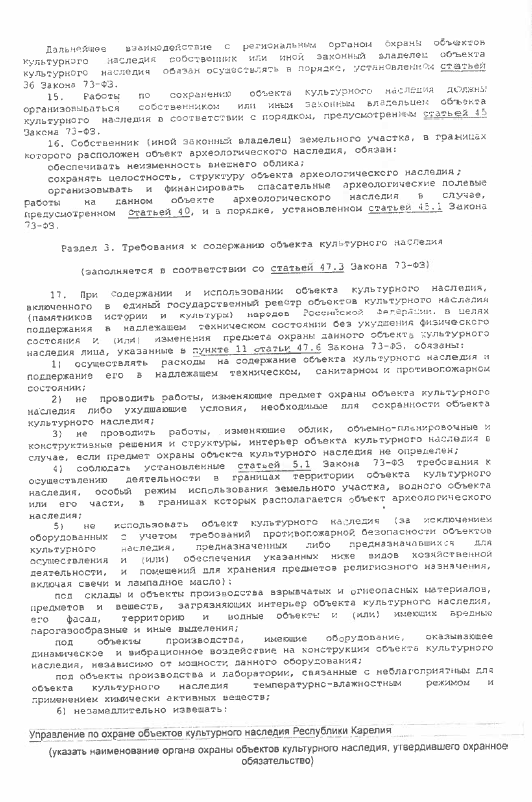 Дальнейшее взаимодействие с региональным органом охраны объектов
культурного наследия собственник или иной законный владелец объекта
культурного наследия обязан осуществлять в порядке, установленном статьей
36 Закона 73-ФЗ.
15. Работы по сохранению объекта культурного наследия должны
организовываться собственником или иным законным владельцем объекта
культурного наследия в соответствии с порядком, предусмотренным статьей 45
Закона 73-ФЗ.
16. Собственник (иной законный владелец) земельного участка, в границах
которого расположен объект археологического наследия, обязан:
обеспечивать неизменность внешнего облика;
сохранять целостность, структуру объекта археологического наследия;
организовывать и финансировать спасательные археологические полевые
работы на данном объекте археологического наследия в случае,
предусмотренном статьей 40, и в порядке, установленном статьей 45.1 Закона
73-ФЗ.
Раздел 3. Требования к содержанию объекта культурного наследия
(заполняется в соответствии со статьей 47.3 Закона 73-ФЗ)
17. При содержании и использовании объекта культурного наследия,
включенного в единый государственный реестр объектов культурного наследия
(памятников истории и культуры) народов Российской Федерации, в целях
поддержания в надлежащем техническом состоянии без ухудшения физического
состояния и (или) изменения предмета охраны данного объекта культурного
наследия лица, указанные в пункте 11 статьи 47.6 Закона 73-ФЗ, обязаны:
1) осуществлять расходы на содержание объекта культурного наследия и
поддержание его в надлежащем техническом, санитарном и противопожарном
состоянии;
2) не проводить работы, изменяющие предмет охраны объекта культурного
наследия либо ухудшающие условия, необходимые для сохранности объекта
культурного наследия;
3) не проводить работы, изменяющие облик, объемно-планировочные и
конструктивные решения и структуры, интерьер объекта культурного наследия в
случае, если предмет охраны объекта культурного наследия не определен;
4) соблюдать установленные статьей 5.1 Закона 73-ФЗ требования к
осуществлению деятельности в границах территории объекта культурного
наследия, особый режим использования земельного участка, водного объекта
или его части, в границах которых располагается объект археологического
наследия;
5) не использовать объект культурного наследия (за исключением
оборудованных с учетом требований противопожарной безопасности объектов
культурного наследия, предназначенных либо предназначавшихся для
осуществления и (или) обеспечения указанных ниже видов хозяйственной
деятельности, и помещений для хранения предметов религиозного назначения,
включая свечи и лампадное масло):
под склады и объекты производства взрывчатых и огнеопасных материалов,
предметов и веществ, загрязняющих интерьер объекта культурного наследия,
его фасад, территорию и водные объекты и (или) имеющих вредные
парогазообразные и иные выделения;
под объекты производства, имеющие оборудование, оказывающее
динамическое и вибрационное воздействие на конструкции объекта культурного
наследия, независимо от мощности данного оборудования;
под объекты производства и лаборатории, связанные с неблагоприятным для
объекта культурного наследия температурно-влажностным режимом и
применением химически активных веществ;
6) незамедлительно извещать:
Управление по охране объектов культурного наследия Республики Карелия
(указать наименование органа охраны объектов культурного наследия, утвердившего охранное
обязательство)